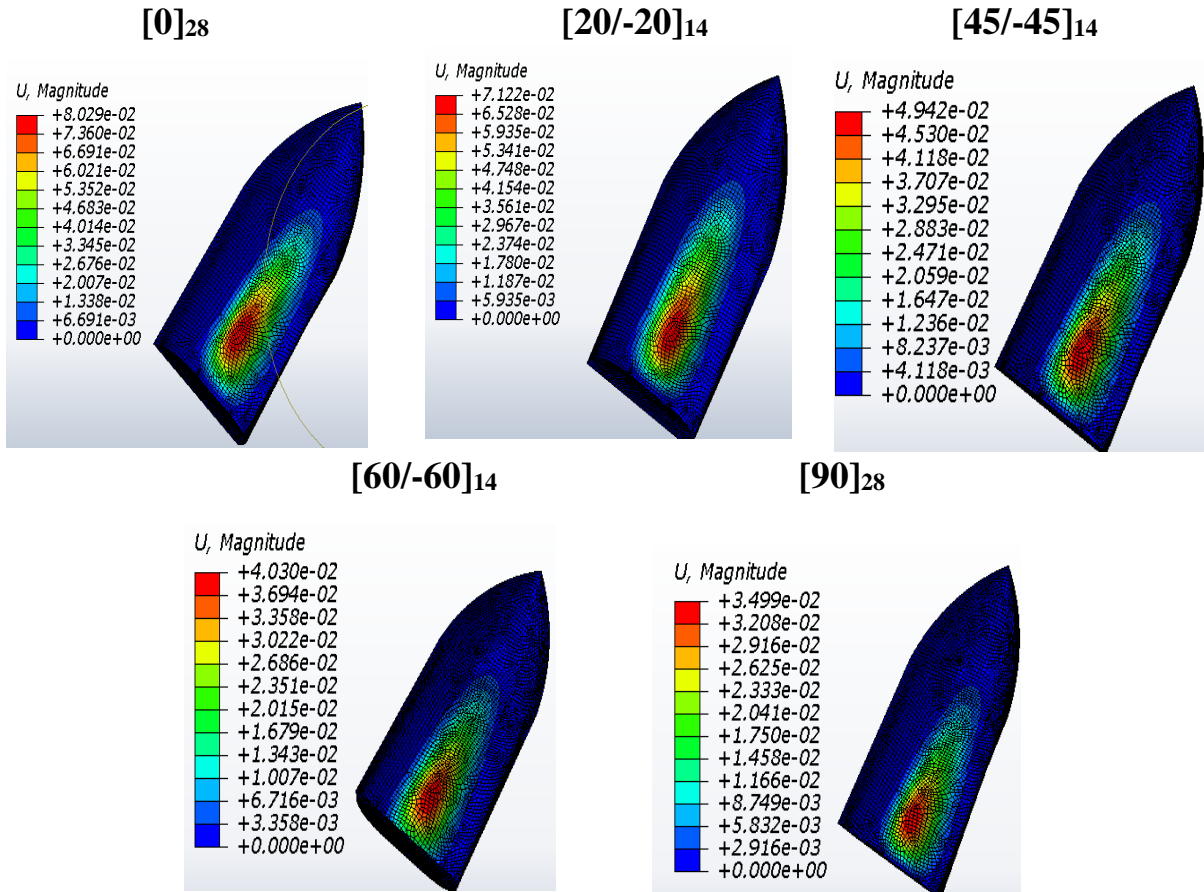 [0]₂₈
U, Magnitude
+8.029e-02
+7.360e-02
+6.691e-02
+6.021e-02
+5.352e-02
+4.683e-02
+4.014e-02
+3.345e-02
+2.676e-02
+2.007e-02
+1.338e-02
+6.691e-03
+0.000e+00
[20/-20]₁₄
U, Magnitude
+7.122e-02
+6.528e-02
+5.935e-02
+5.341e-02
+4.748e-02
+4.154e-02
+3.561e-02
+2.967e-02
+2.374e-02
+1.780e-02
+1.187e-02
+5.935e-03
+0.000e+00
[45/-45]₁₄
U, Magnitude
+4.942e-02
+4.530e-02
+4.118e-02
+3.707e-02
+3.295e-02
+2.883e-02
+2.471e-02
+2.059e-02
+1.647e-02
+1.236e-02
+8.237e-03
+4.118e-03
+0.000e+00
[60/-60]₁₄
U, Magnitude
+4.030e-02
+3.694e-02
+3.358e-02
+3.022e-02
+2.686e-02
+2.351e-02
+2.015e-02
+1.679e-02
+1.343e-02
+1.007e-02
+6.716e-03
+3.358e-03
+0.000e+00
[90]₂₈
U, Magnitude
+3.499e-02
+3.208e-02
+2.916e-02
+2.625e-02
+2.333e-02
+2.041e-02
+1.750e-02
+1.458e-02
+1.166e-02
+8.749e-03
+5.832e-03
+2.916e-03
+0.000e+00